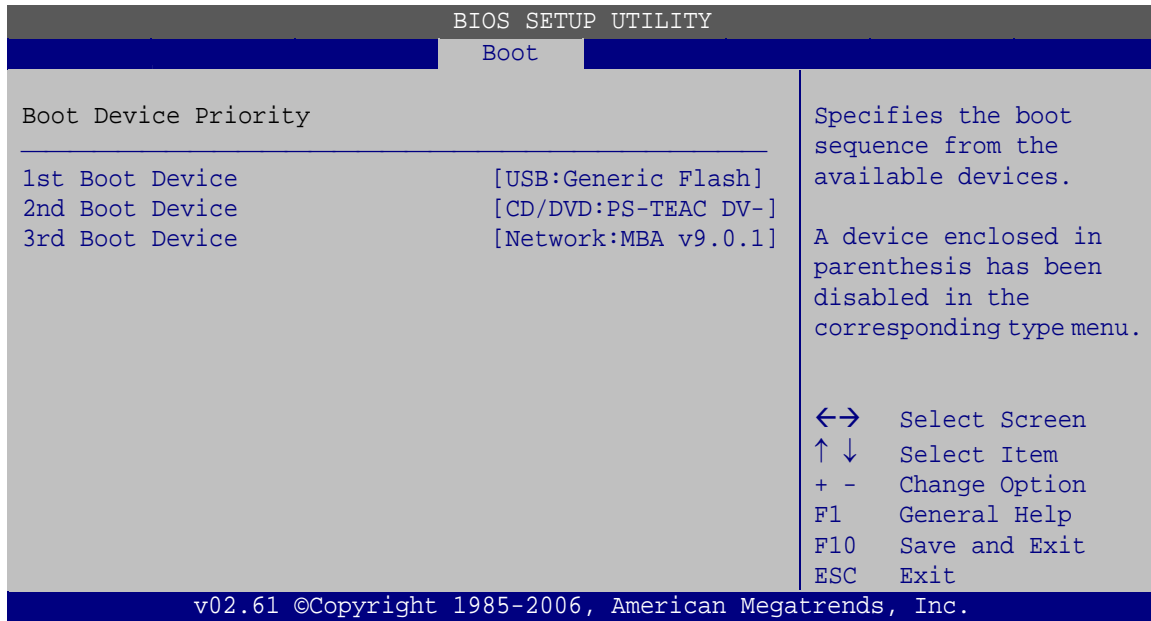 BIOS SETUP UTILITY
Boot
Boot Device Priority
1st Boot Device [USB:Generic Flash]
2nd Boot Device [CD/DVD:PS-TEAC DV-]
3rd Boot Device [Network:MBA v9.0.1]
Specifies the boot
sequence from the
available devices.
A device enclosed in
parenthesis has been
disabled in the
corresponding type menu.
←→ Select Screen
↑ ↓ Select Item
+ - Change Option
F1 General Help
F10 Save and Exit
ESC Exit
v02.61 ©Copyright 1985-2006, American Megatrends, Inc.